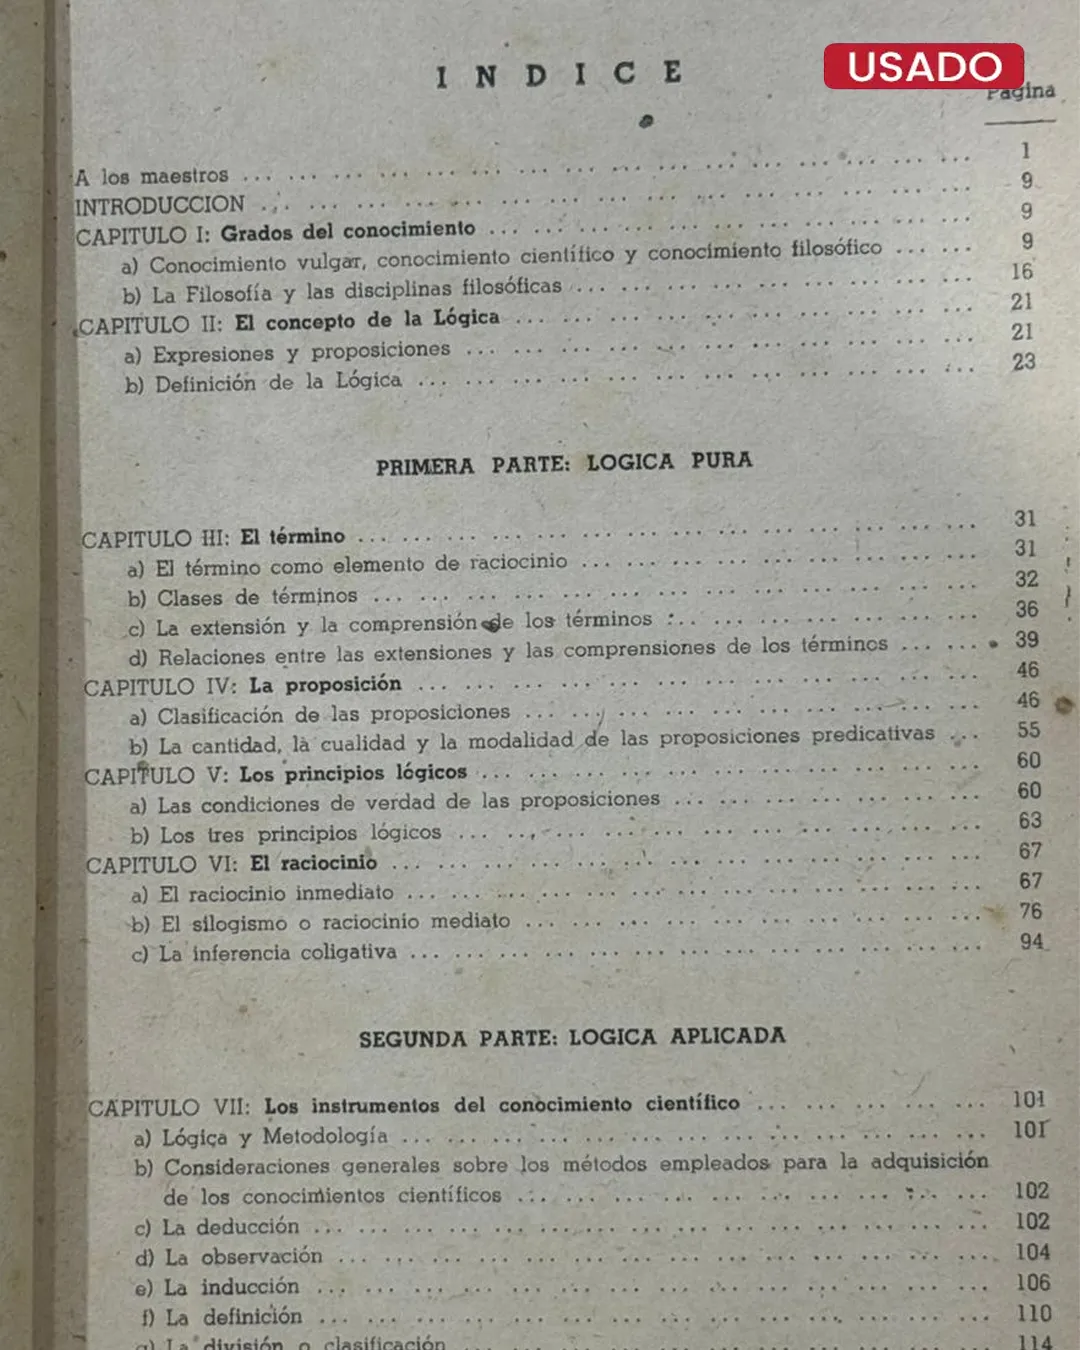 USADO
I N D I C E
Página
A los maestros ... ... ... ... ... ... ... ... ... ... ... ... ... ... ... ... 1
INTRODUCCION ... ... ... ... ... ... ... ... ... ... ... ... ... ... ... 9
CAPITULO I: Grados del conocimiento ... ... ... ... ... ... ... ... ... ... 9
a) Conocimiento vulgar, conocimiento científico y conocimiento filosófico ... ... 9
b) La Filosofía y las disciplinas filosóficas ... ... ... ... ... ... ... ... 16
CAPITULO II: El concepto de la Lógica ... ... ... ... ... ... ... ... ... ... 21
a) Expresiones y proposiciones ... ... ... ... ... ... ... ... ... ... ... 21
b) Definición de la Lógica ... ... ... ... ... ... ... ... ... ... ... ... 23
PRIMERA PARTE: LOGICA PURA
CAPITULO III: El término ... ... ... ... ... ... ... ... ... ... ... ... ... 31
a) El término como elemento de raciocinio ... ... ... ... ... ... ... ... 31
b) Clases de términos ... ... ... ... ... ... ... ... ... ... ... ... ... 32
c) La extensión y la comprensión de los términos ... ... ... ... ... ... 36
d) Relaciones entre las extensiones y las comprensiones de los términos ... ... 39
CAPITULO IV: La proposición ... ... ... ... ... ... ... ... ... ... ... ... 46
a) Clasificación de las proposiciones ... ... ... ... ... ... ... ... ... 46
b) La cantidad, la cualidad y la modalidad de las proposiciones predicativas ... 55
CAPITULO V: Los principios lógicos ... ... ... ... ... ... ... ... ... ... 60
a) Las condiciones de verdad de las proposiciones ... ... ... ... ... ... 60
b) Los tres principios lógicos ... ... ... ... ... ... ... ... ... ... ... 63
CAPITULO VI: El raciocinio ... ... ... ... ... ... ... ... ... ... ... ... 67
a) El raciocinio inmediato ... ... ... ... ... ... ... ... ... ... ... ... 67
b) El silogismo o raciocinio mediato ... ... ... ... ... ... ... ... ... 76
c) La inferencia coligativa ... ... ... ... ... ... ... ... ... ... ... ... 94
SEGUNDA PARTE: LOGICA APLICADA
CAPITULO VII: Los instrumentos del conocimiento científico ... ... ... ... ... 101
a) Lógica y Metodología ... ... ... ... ... ... ... ... ... ... ... ... 101
b) Consideraciones generales sobre los métodos empleados para la adquisición
de los conocimientos científicos ... ... ... ... ... ... ... ... ... ... 102
c) La deducción ... ... ... ... ... ... ... ... ... ... ... ... ... ... 102
d) La observación ... ... ... ... ... ... ... ... ... ... ... ... ... ... 104
e) La inducción ... ... ... ... ... ... ... ... ... ... ... ... ... ... 106
f) La definición ... ... ... ... ... ... ... ... ... ... ... ... ... ... 110
g) La división o clasificación ... ... ... ... ... ... ... ... ... ... ... 114